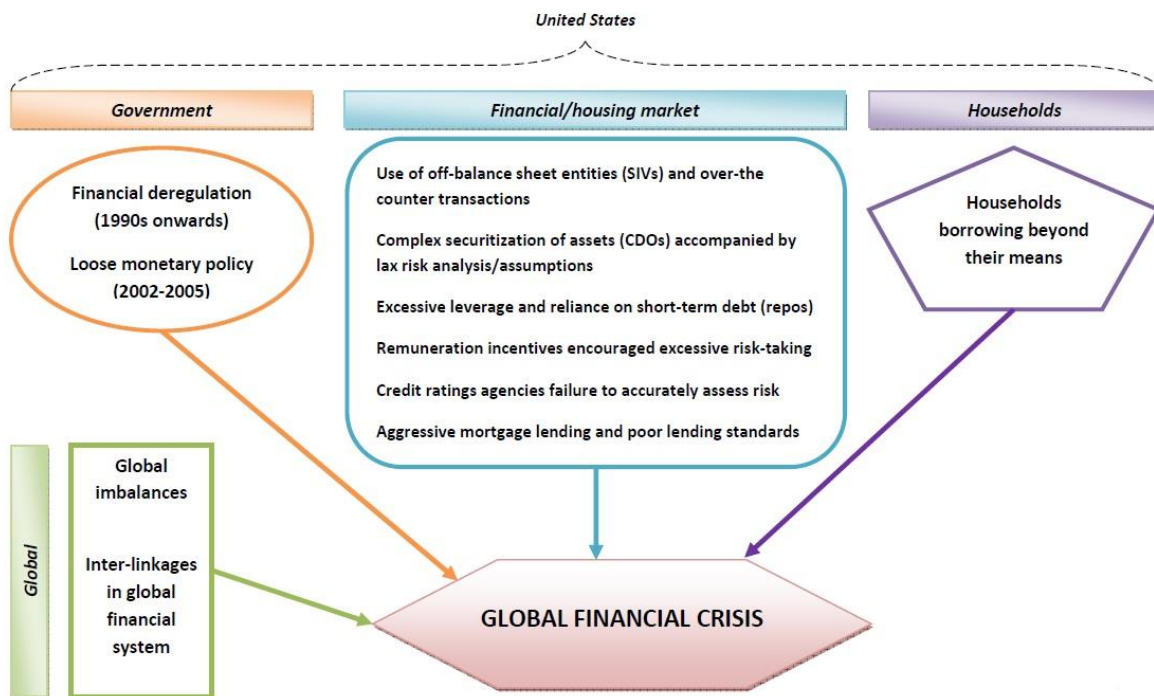 United States
Government
Financial/housing market
Households
Financial deregulation
(1990s onwards)
Loose monetary policy
(2002-2005)
Use of off-balance sheet entities (SIVs) and over-the
counter transactions
Complex securitization of assets (CDOs) accompanied by
lax risk analysis/assumptions
Excessive leverage and reliance on short-term debt (repos)
Remuneration incentives encouraged excessive risk-taking
Credit ratings agencies failure to accurately assess risk
Aggressive mortgage lending and poor lending standards
Households
borrowing beyond
their means
Global
Global
imbalances
Inter-linkages
in global
financial
system
GLOBAL FINANCIAL CRISIS